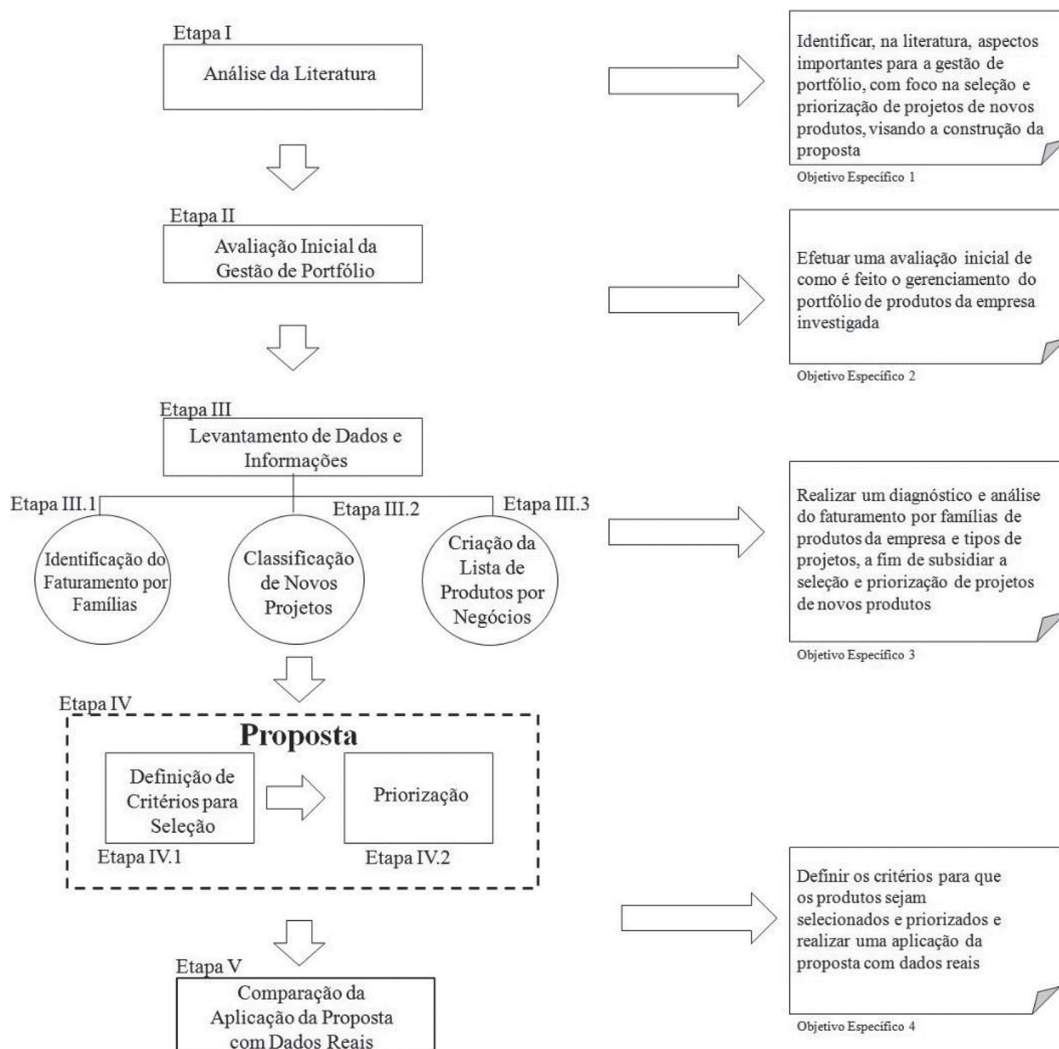 Etapa I
Análise da Literatura
Identificar, na literatura, aspectos
importantes para a gestão de
portfólio, com foco na seleção e
priorização de projetos de novos
produtos, visando a construção da
proposta
Objetivo Específico 1
Etapa II
Avaliação Inicial da
Gestão de Portfólio
Efetuar uma avaliação inicial de
como é feito o gerenciamento do
portfólio de produtos da empresa
investigada
Objetivo Específico 2
Etapa III
Levantamento de Dados e
Informações
Etapa III.1
Identificação do
Faturamento por
Famílias
Etapa III.2
Classificação
de Novos
Projetos
Etapa III.3
Criação da
Lista de
Produtos por
Negócios
Realizar um diagnóstico e análise
do faturamento por famílias de
produtos da empresa e tipos de
projetos, a fim de subsidiar a
seleção e priorização de projetos
de novos produtos
Objetivo Específico 3
Etapa IV
Proposta
Definição de
Critérios para
Seleção
Etapa IV.1
Priorização
Etapa IV.2
Definir os critérios para que
os produtos sejam
selecionados e priorizados e
realizar uma aplicação da
proposta com dados reais
Objetivo Específico 4
Etapa V
Comparação da
Aplicação da Proposta
com Dados Reais